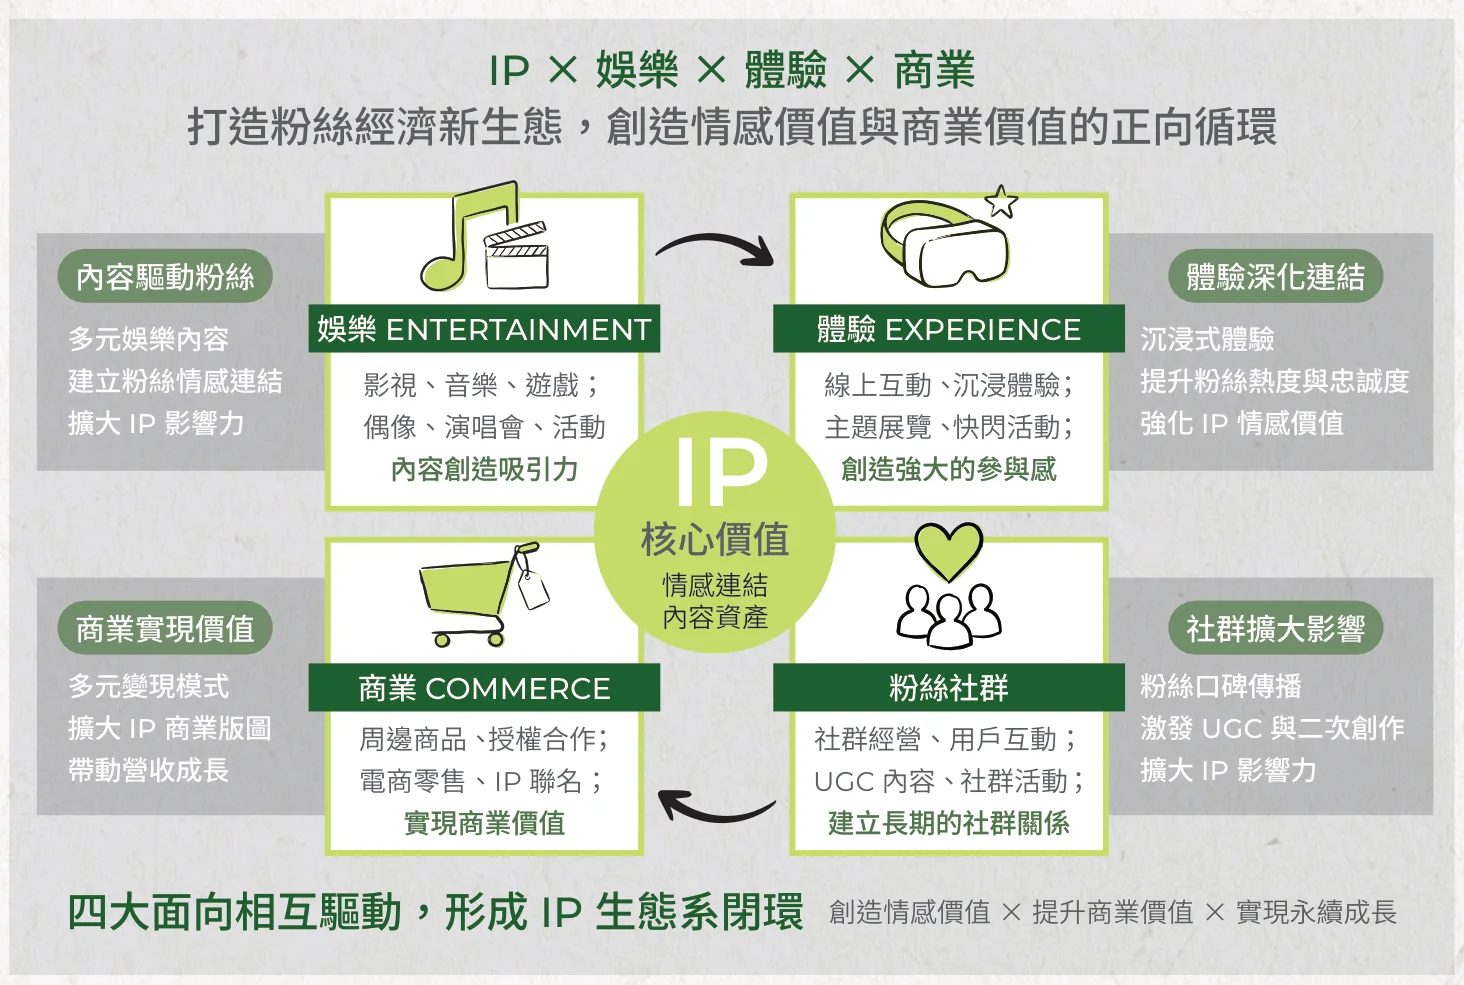 IP × 娛樂 × 體驗 × 商業
打造粉絲經濟新生態，創造情感價值與商業價值的正向循環
內容驅動粉絲
多元娛樂內容
建立粉絲情感連結
擴大 IP 影響力
娛樂 ENTERTAINMENT
影視、音樂、遊戲；
偶像、演唱會、活動
內容創造吸引力
體驗 EXPERIENCE
線上互動、沉浸體驗；
主題展覽、快閃活動；
創造強大的參與感
體驗深化連結
沉浸式體驗
提升粉絲熱度與忠誠度
強化 IP 情感價值
IP
核心價值
情感連結
內容資產
商業實現價值
多元變現模式
擴大 IP 商業版圖
帶動營收成長
商業 COMMERCE
周邊商品、授權合作；
電商零售、IP 聯名；
實現商業價值
粉絲社群
社群經營、用戶互動；
UGC 內容、社群活動；
建立長期的社群關係
社群擴大影響
粉絲口碑傳播
激發 UGC 與二次創作
擴大 IP 影響力
四大面向相互驅動，形成 IP 生態系閉環
創造情感價值 × 提升商業價值 × 實現永續成長